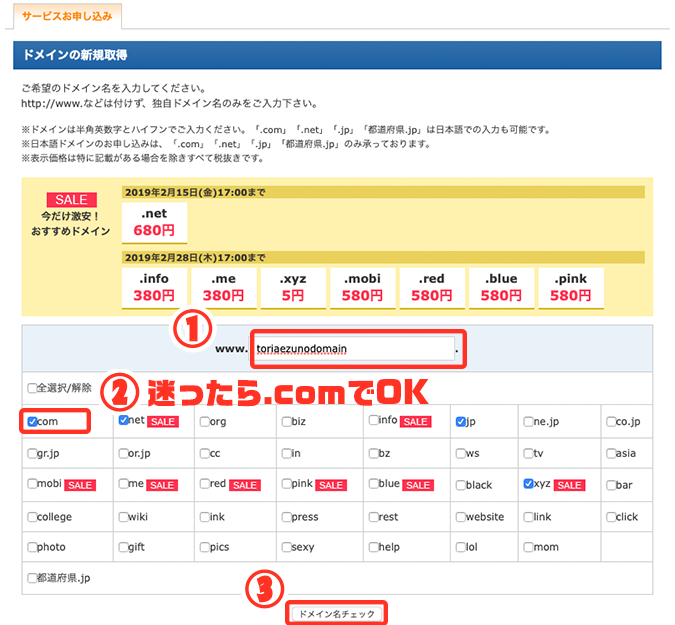 サービスお申し込み
ドメインの新規取得
ご希望のドメイン名を入力してください。
http://www.などは付けず、独自ドメイン名のみをご入力下さい。
※ドメインは半角英数字とハイフンでご入力ください。「.com」「.net」「.jp」「都道府県.jp」は日本語での入力も可能です。
※日本語ドメインのお申し込みは、「.com」「.net」「.jp」「都道府県.jp」のみ承っております。
※表示価格は特に記載がある場合を除きすべて税抜きです。
SALE
今だけ激安！
おすすめドメイン
2019年2月15日(金)17:00まで
.net
680円
2019年2月28日(木)17:00まで
.info .me .xyz .mobi .red .blue .pink
380円 380円 5円 580円 580円 580円 580円
①
www. toriaezunodomain .
全選択/解除
② 迷ったら.comでOK
com net SALE org biz info SALE jp ne.jp co.jp
gr.jp or.jp cc in bz ws tv asia
mobi SALE me SALE red SALE pink SALE blue SALE black xyz SALE bar
college wiki ink press rest website link click
photo gift pics sexy help lol mom
都道府県.jp
③
ドメイン名チェック